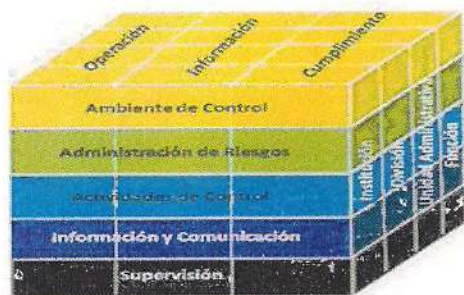 Operación
Información
Cumplimiento
Ambiente de Control
Administración de Riesgos
Actividades de Control
Información y Comunicación
Supervisión
Institución
División
Unidad Administrativa
Función